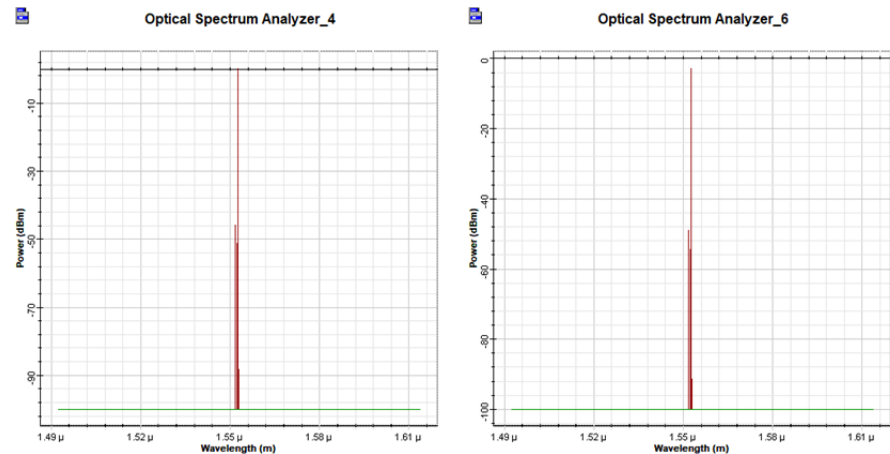 Optical Spectrum Analyzer_4
Power (dBm)
-10
-30
-50
-70
-90
1.49 µ 1.52 µ 1.55 µ 1.58 µ 1.61 µ
Wavelength (m)
Optical Spectrum Analyzer_6
Power (dBm)
0
-20
-40
-60
-80
-100
1.49 µ 1.52 µ 1.55 µ 1.58 µ 1.61 µ
Wavelength (m)